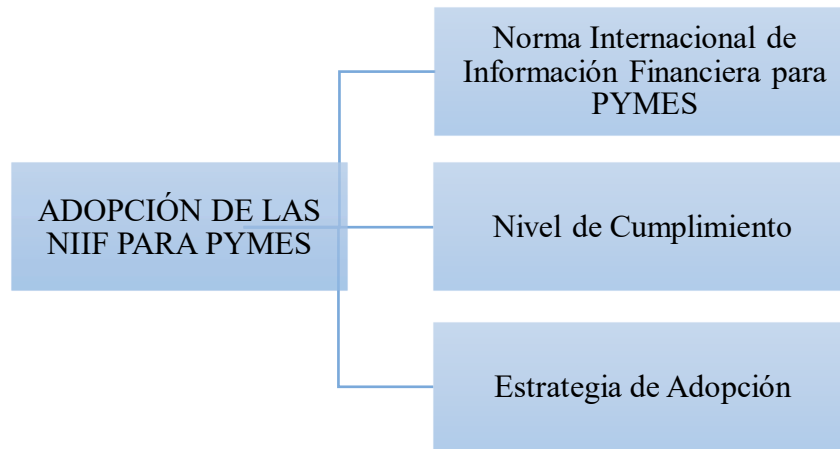 Norma Internacional de
Información Financiera para
PYMES
ADOPCIÓN DE LAS
NIIF PARA PYMES
Nivel de Cumplimiento
Estrategia de Adopción